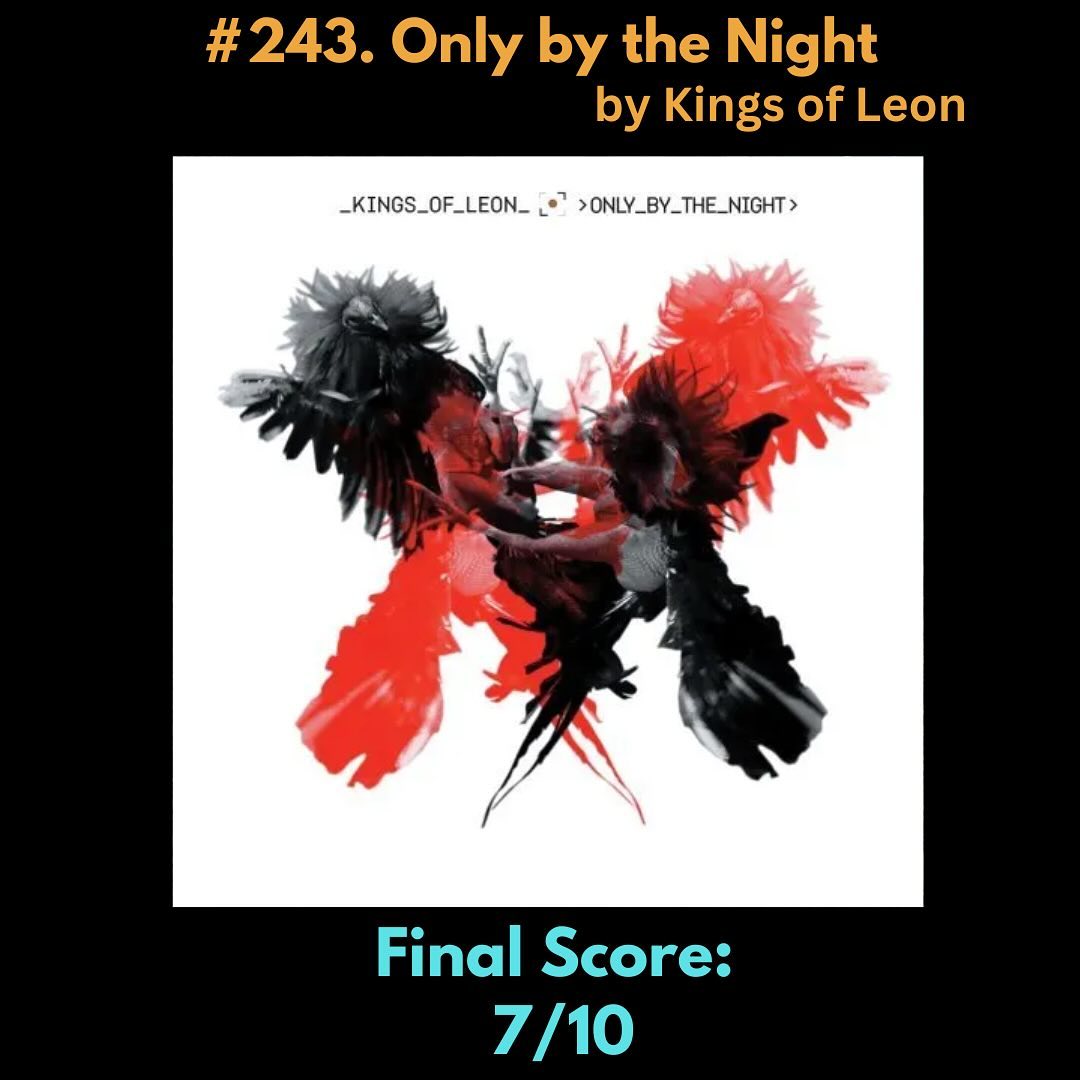 #243. Only by the Night
by Kings of Leon
_KINGS_OF_LEON_ >ONLY_BY_THE_NIGHT>
Final Score:
7/10